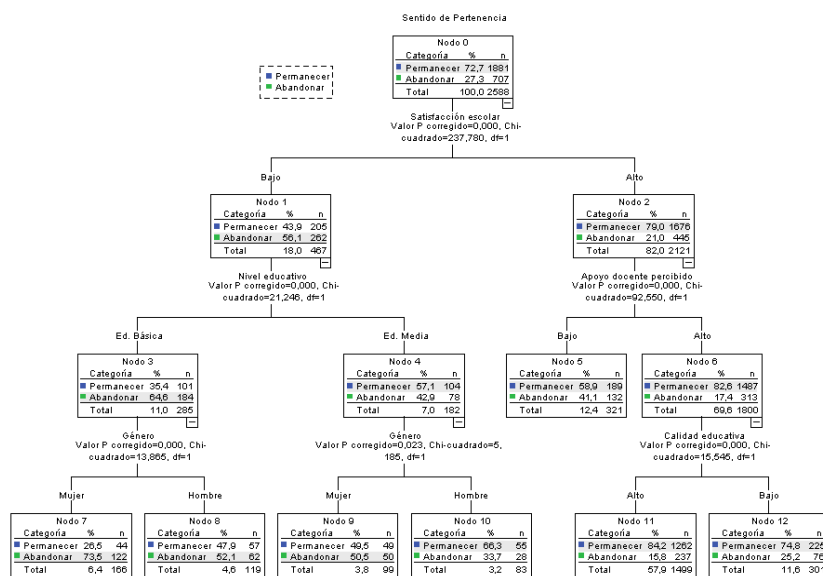 Sentido de Pertenencia
Permanecer
Abandonar
Nodo 0
Categoría % n
Permanecer 72,7 1881
Abandonar 27,3 707
Total 100,0 2588
Satisfacción escolar
Valor P corregido=0,000, Chi-
cuadrado=237,780, df=1
Bajo
Alto
Nodo 1
Categoría % n
Permanecer 43,9 205
Abandonar 56,1 262
Total 18,0 467
Nodo 2
Categoría % n
Permanecer 79,0 1676
Abandonar 21,0 445
Total 82,0 2121
Nivel educativo
Valor P corregido=0,000, Chi-
cuadrado=21,246, df=1
Apoyo docente percibido
Valor P corregido=0,000, Chi-
cuadrado=92,550, df=1
Ed. Básica
Ed. Media
Bajo
Alto
Nodo 3
Categoría % n
Permanecer 35,4 101
Abandonar 64,6 184
Total 11,0 285
Nodo 4
Categoría % n
Permanecer 57,1 104
Abandonar 42,9 78
Total 7,0 182
Nodo 5
Categoría % n
Permanecer 58,9 189
Abandonar 41,1 132
Total 12,4 321
Nodo 6
Categoría % n
Permanecer 82,6 1487
Abandonar 17,4 313
Total 69,6 1800
Género
Valor P corregido=0,000, Chi-
cuadrado=13,865, df=1
Género
Valor P corregido=0,023, Chi-cuadrado=5,
185, df=1
Calidad educativa
Valor P corregido=0,000, Chi-
cuadrado=15,545, df=1
Mujer
Hombre
Mujer
Hombre
Alto
Bajo
Nodo 7
Categoría % n
Permanecer 26,5 44
Abandonar 73,5 122
Total 6,4 166
Nodo 8
Categoría % n
Permanecer 47,9 57
Abandonar 52,1 62
Total 4,6 119
Nodo 9
Categoría % n
Permanecer 49,5 49
Abandonar 50,5 50
Total 3,8 99
Nodo 10
Categoría % n
Permanecer 66,3 55
Abandonar 33,7 28
Total 3,2 83
Nodo 11
Categoría % n
Permanecer 84,2 1262
Abandonar 15,8 237
Total 57,9 1499
Nodo 12
Categoría % n
Permanecer 74,8 225
Abandonar 25,2 76
Total 11,6 301